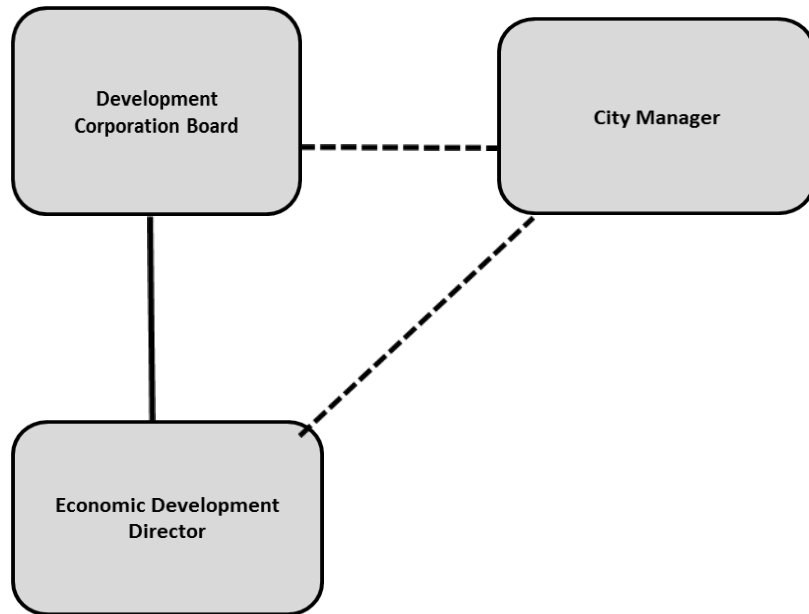 Development
Corporation Board
City Manager
Economic Development
Director